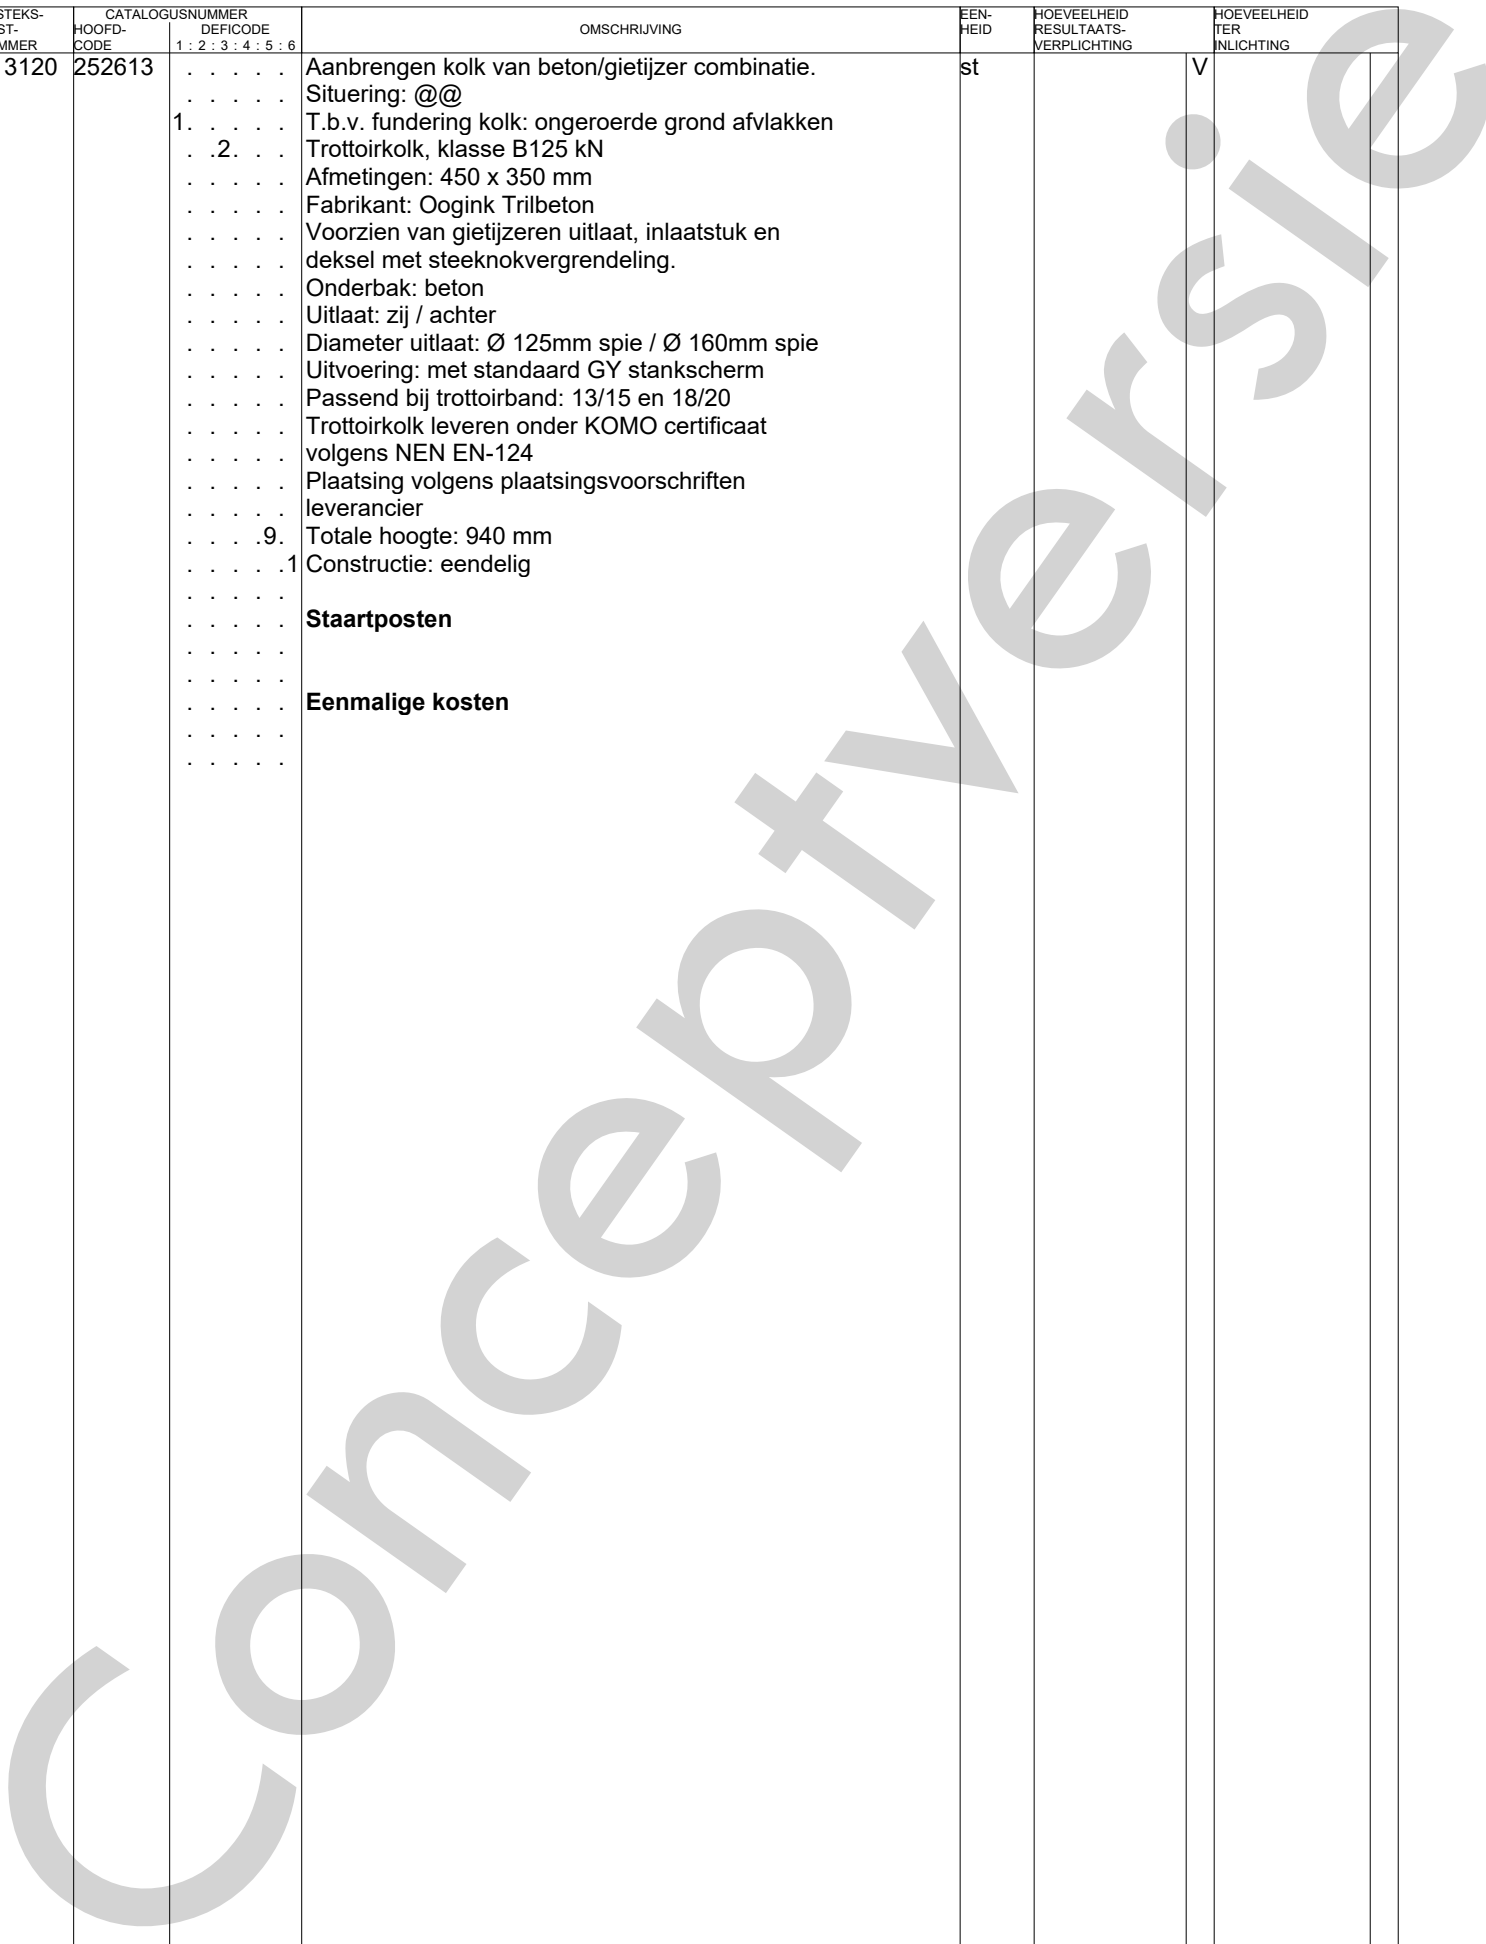 STEKS- CATALOGUSNUMMER EEN- HOEVEELHEID HOEVEELHEID
ST- HOOFD- DEFICODE OMSCHRIJVING HEID RESULTAATS- TER
MMER CODE 1 : 2 : 3 : 4 : 5 : 6 VERPLICHTING INLICHTING
3120 252613 . . . . . Aanbrengen kolk van beton/gietijzer combinatie. st V
. . . . . Situering: @@
1. . . . . T.b.v. fundering kolk: ongeroerde grond afvlakken
. .2. . . Trottoirkolk, klasse B125 kN
. . . . . Afmetingen: 450 x 350 mm
. . . . . Fabrikant: Oogink Trilbeton
. . . . . Voorzien van gietijzeren uitlaat, inlaatstuk en
. . . . . deksel met steeknokvergrendeling.
. . . . . Onderbak: beton
. . . . . Uitlaat: zij / achter
. . . . . Diameter uitlaat: Ø 125mm spie / Ø 160mm spie
. . . . . Uitvoering: met standaard GY stankscherm
. . . . . Passend bij trottoirband: 13/15 en 18/20
. . . . . Trottoirkolk leveren onder KOMO certificaat
. . . . . volgens NEN EN-124
. . . . . Plaatsing volgens plaatsingsvoorschriften
. . . . . leverancier
. . . .9. Totale hoogte: 940 mm
. . . . .1 Constructie: eendelig
. . . . .
. . . . . Staartposten
. . . . .
. . . . .
. . . . . Eenmalige kosten
. . . . .
. . . . .
Conceptversie